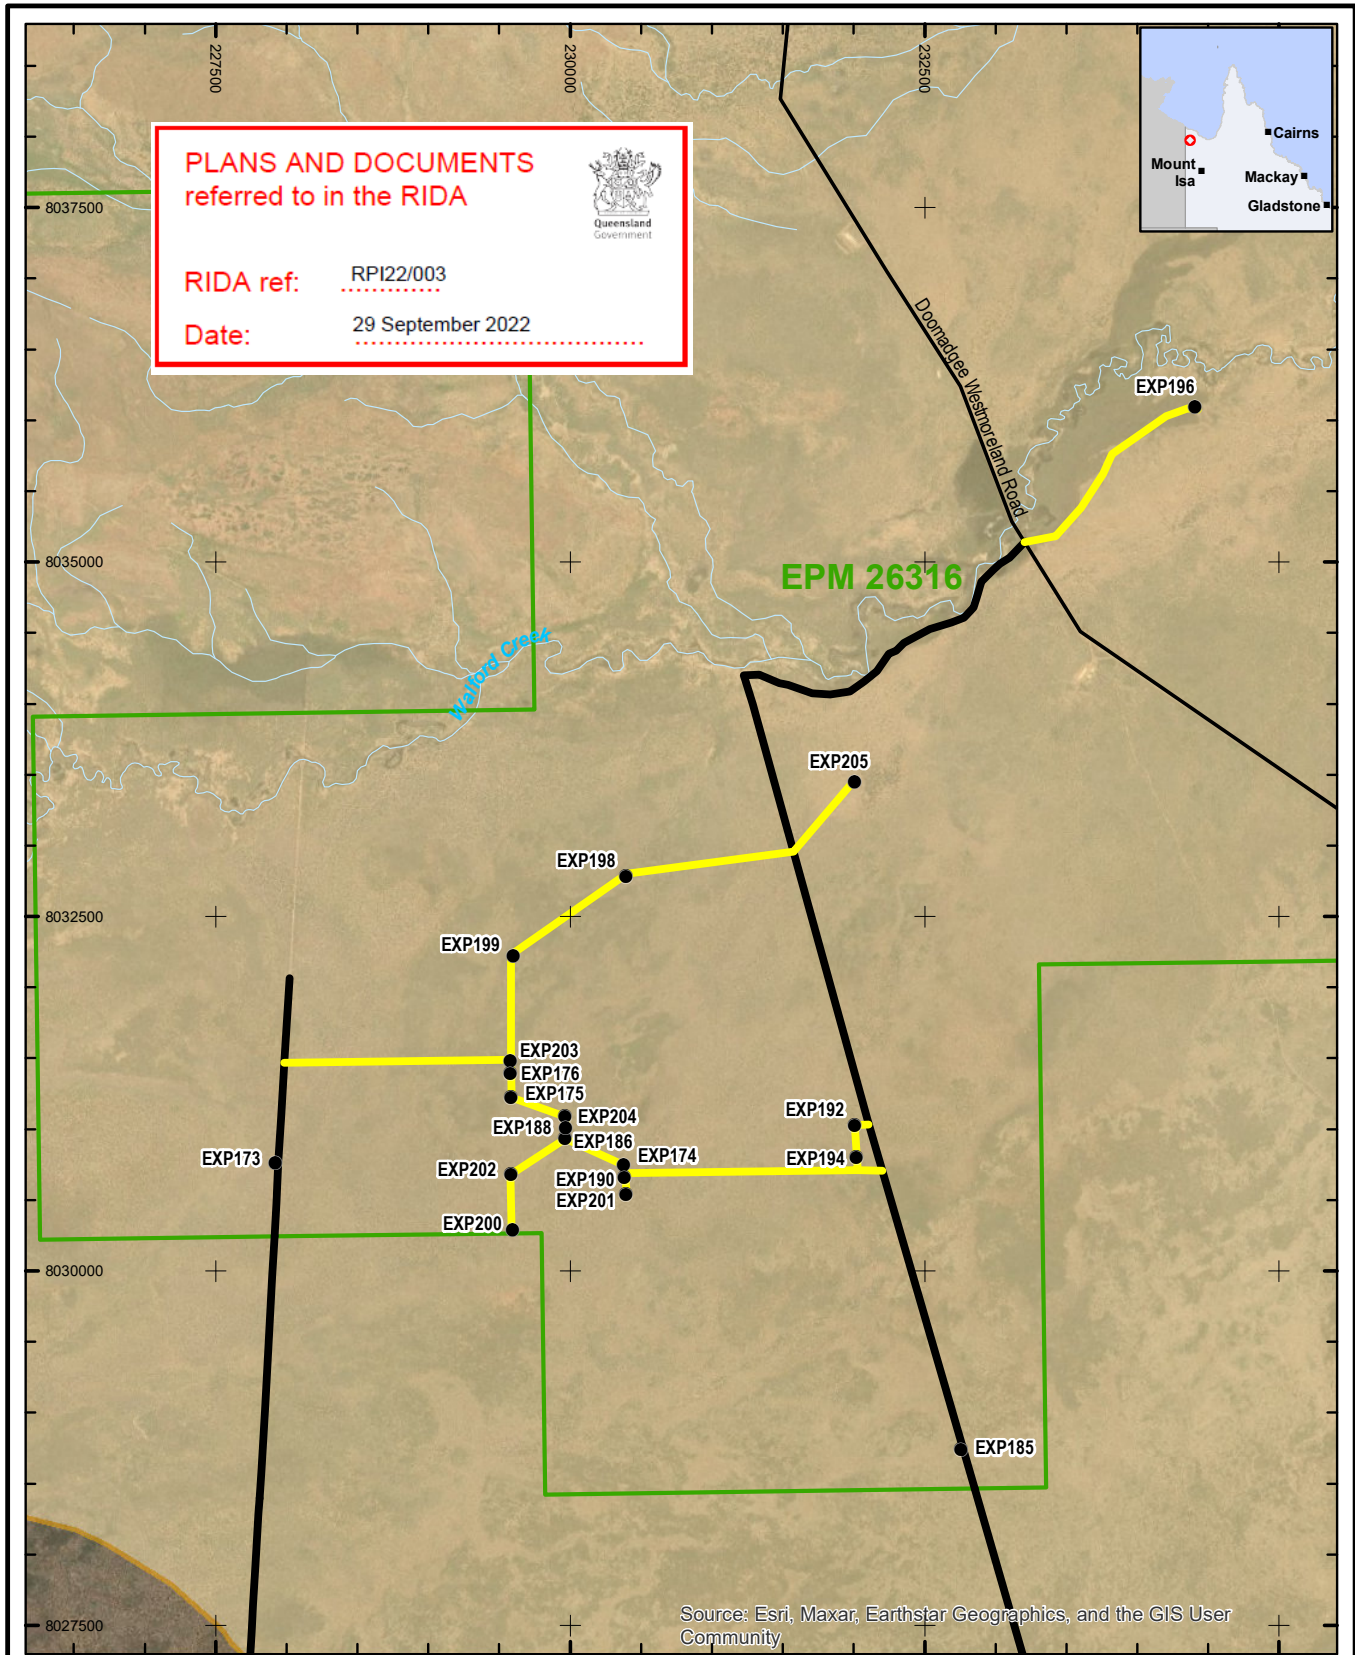 227500
230000
232500
Cairns
Mount
Isa
Mackay
Gladstone
PLANS AND DOCUMENTS
referred to in the RIDA
Queensland
Government
RIDA ref: RPI22/003
Date: 29 September 2022
8037500
Doomadgee Westmoreland Road
EXP196
8035000
EPM 26316
Walford Creek
EXP205
EXP198
8032500
EXP199
EXP203
EXP176
EXP175
EXP204
EXP192
EXP188
EXP186
EXP173
EXP174
EXP194
EXP202
EXP190
EXP201
EXP200
8030000
EXP185
8027500
Source: Esri, Maxar, Earthstar Geographics, and the GIS User
Community